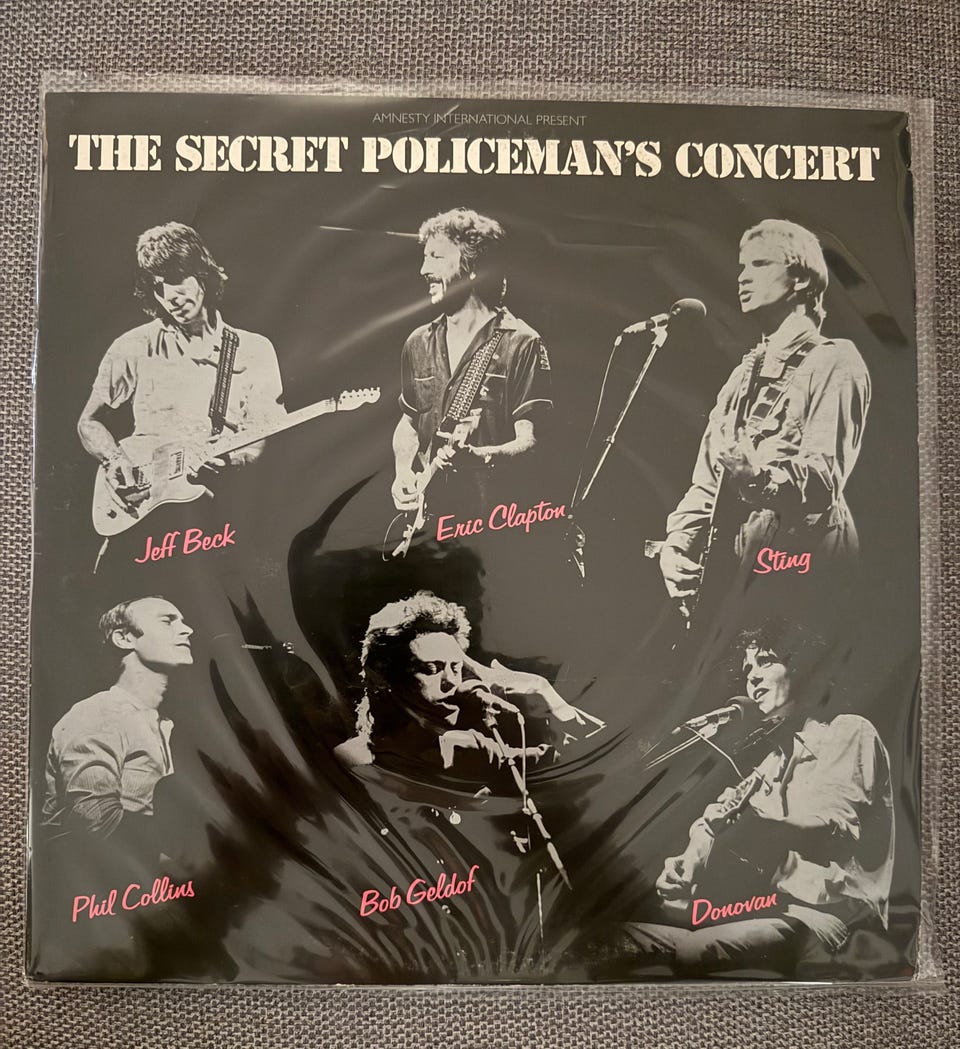 AMNESTY INTERNATIONAL PRESENT
THE SECRET POLICEMAN'S CONCERT
Jeff Beck
Eric Clapton
Sting
Phil Collins
Bob Geldof
Donovan